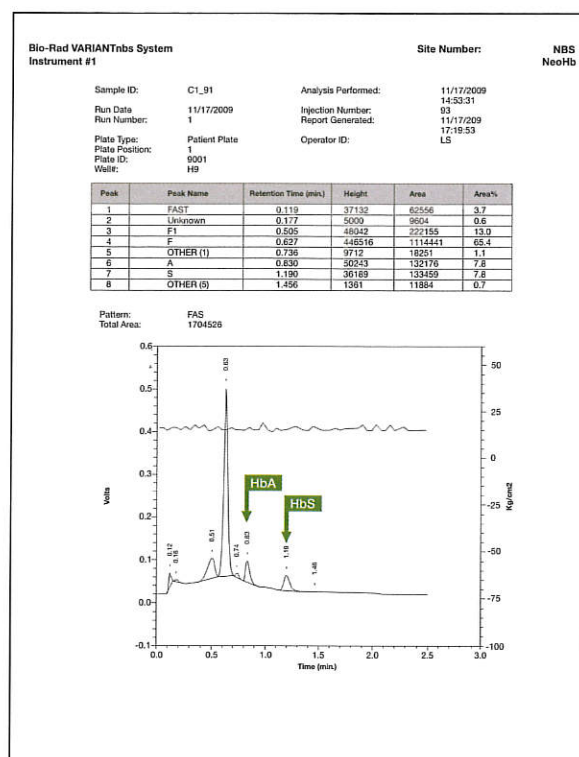 Bio-Rad VARIANTnbs System Site Number: NBS
Instrument #1 NeoHb
Sample ID: C1_91 Analysis Performed: 11/17/2009
14:53:31
Run Date 11/17/2009 Injection Number: 93
Run Number: 1 Report Generated: 11/17/209
17:19:53
Plate Type: Patient Plate Operator ID: LS
Plate Position: 1
Plate ID: 9001
Well#: H9
Peak Peak Name Retention Time (min.) Height Area Area%
1 FAST 0.119 37132 62556 3.7
2 Unknown 0.177 5000 9604 0.6
3 F1 0.505 48042 222155 13.0
4 F 0.627 446516 1114441 65.4
5 OTHER (1) 0.736 9712 18251 1.1
6 A 0.830 50243 132176 7.8
7 S 1.190 36189 133459 7.8
8 OTHER (5) 1.456 1361 11884 0.7
Pattern: FAS
Total Area: 1704526
0.6
0.5
0.4
0.3
0.2
0.1
0.0
-0.1
Volts
50
25
0
-25
-50
-75
-100
Kg/cm2
0.12
0.18
0.51
0.63
0.74
0.83
1.19
1.46
HbA
HbS
0.0 0.5 1.0 1.5 2.0 2.5 3.0
Time (min.)